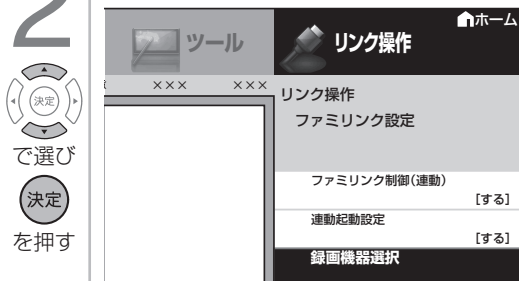 2
決定
で選び
決定
を押す
ホーム
ツール
リンク操作
××× ×××
リンク操作
ファミリンク設定
ファミリンク制御(連動)
[する]
連動起動設定
[する]
録画機器選択